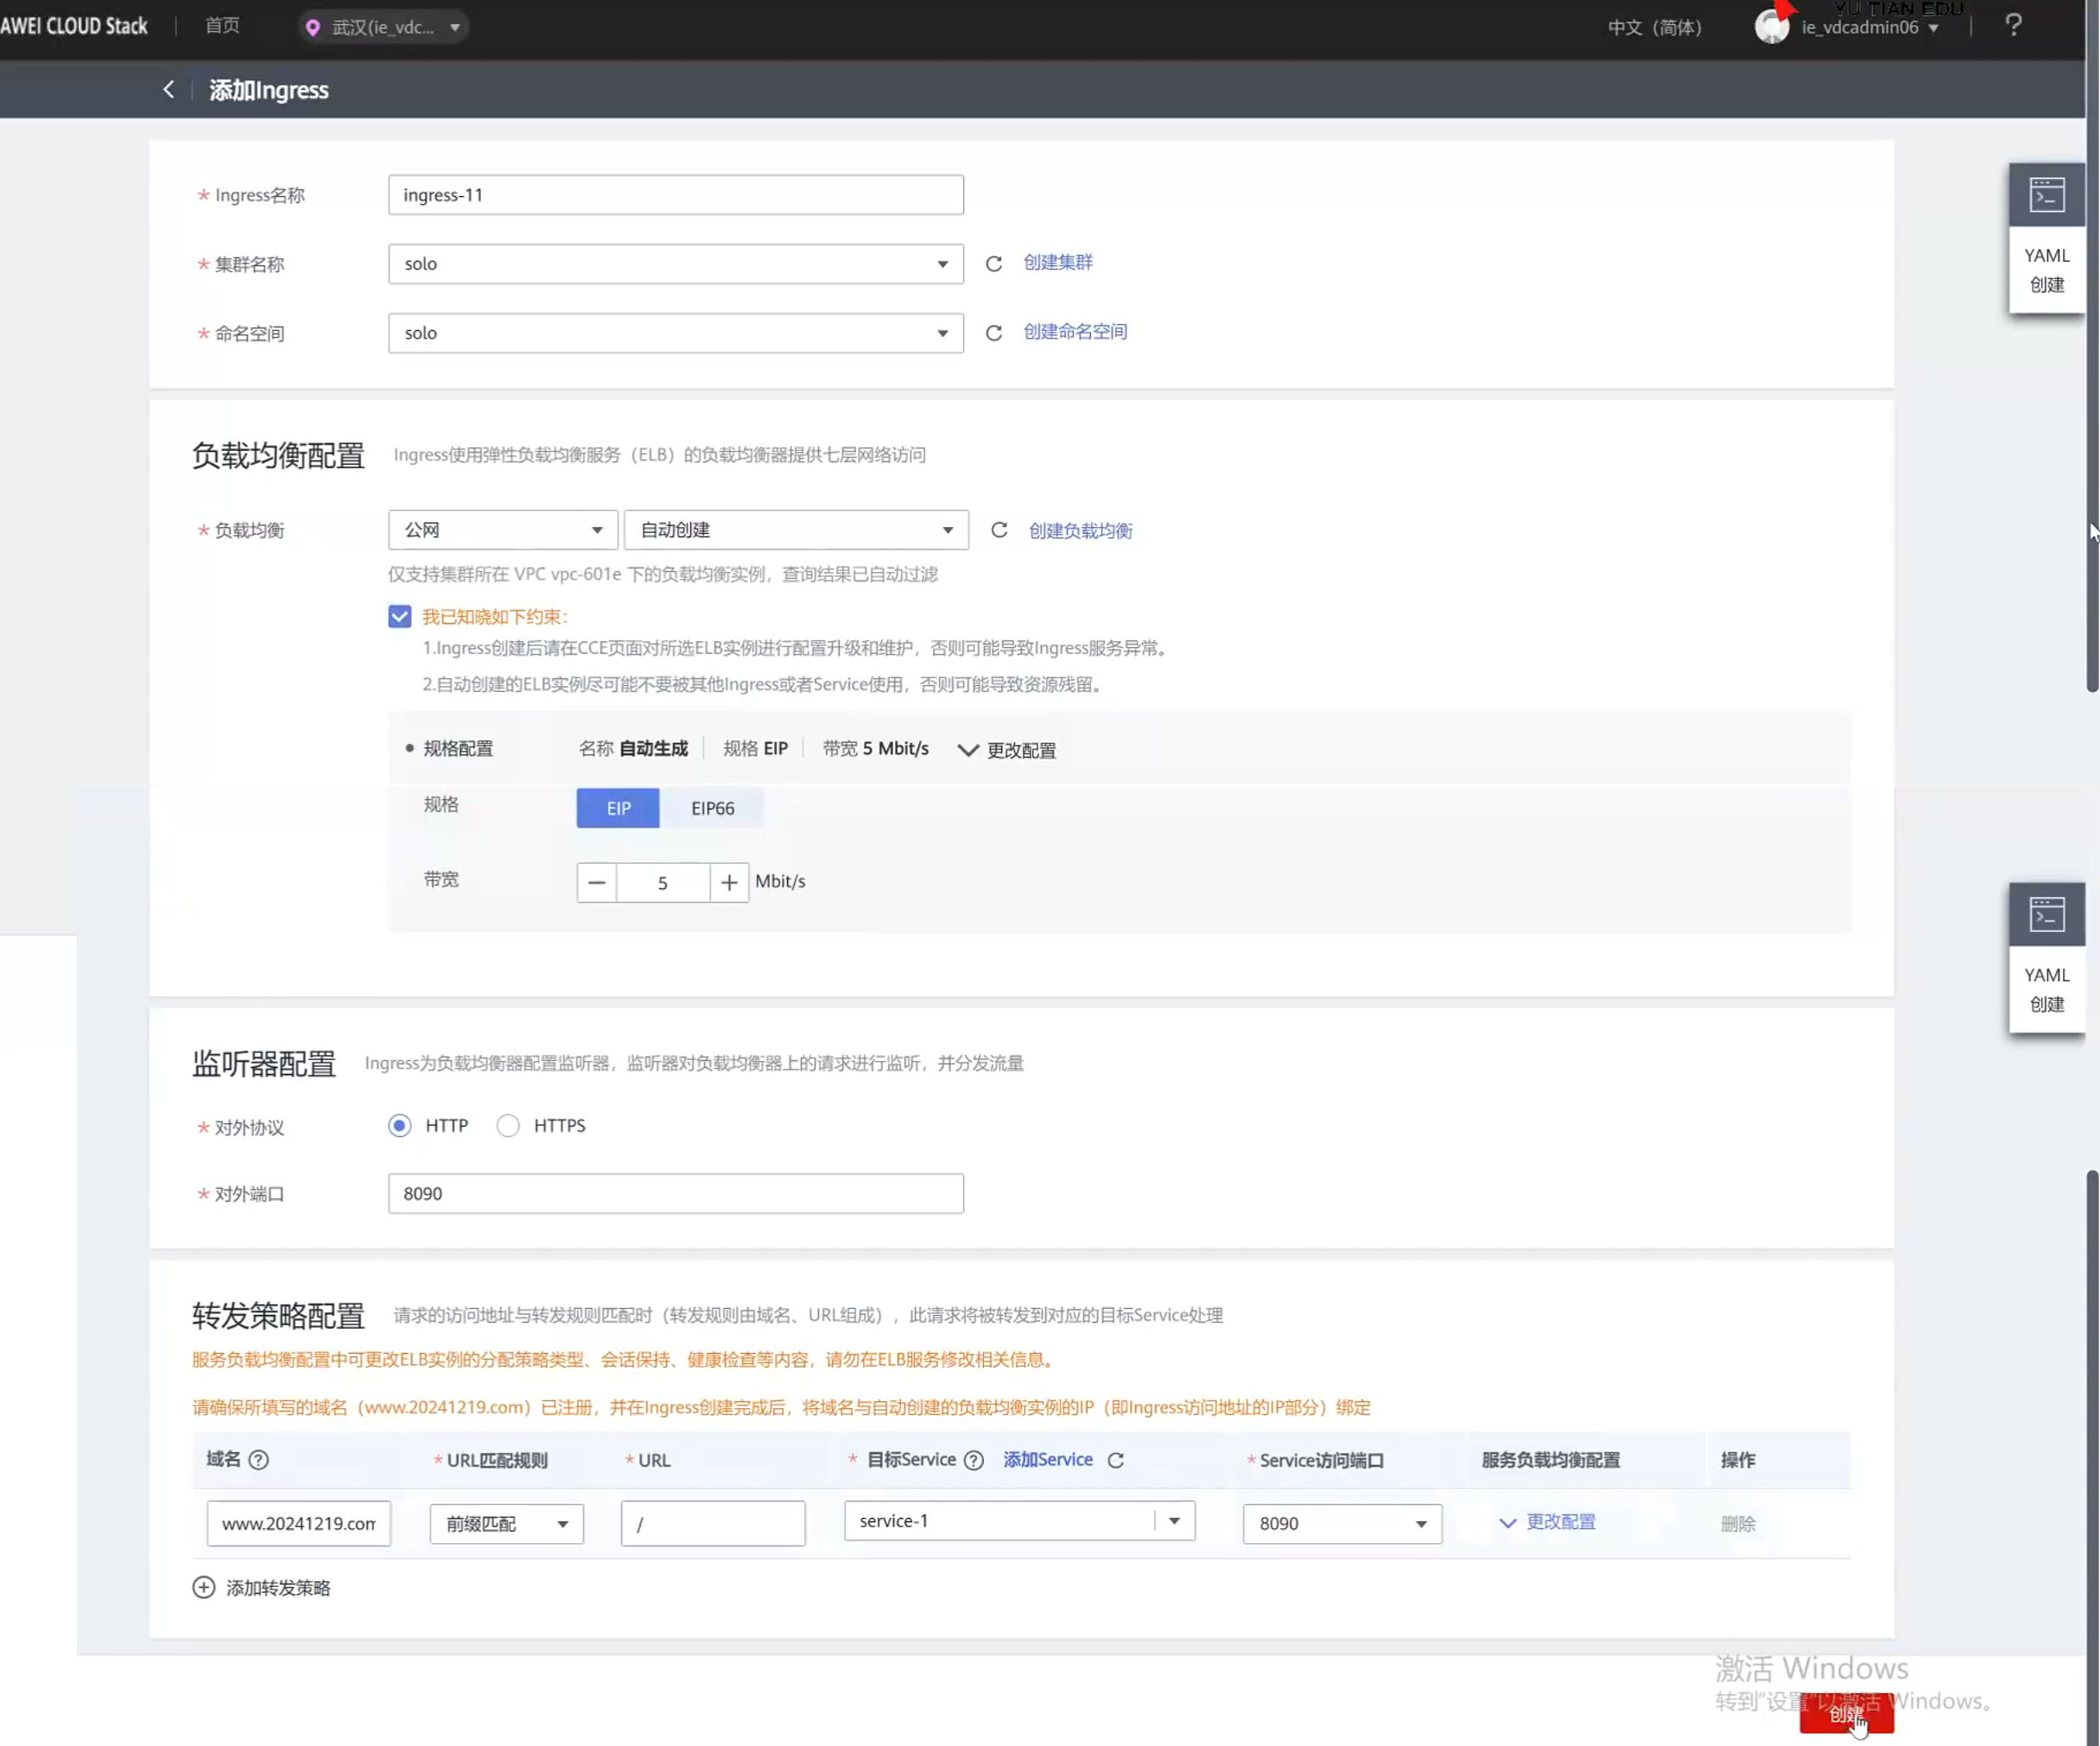 AWEI CLOUD Stack 首页 武汉(ie_vdc... 中文（简体） YU TIAN EDU ie_vdcadmin06 ?
添加Ingress
* Ingress名称 ingress-11
* 集群名称 solo 创建集群
* 命名空间 solo 创建命名空间
YAML
创建
负载均衡配置 Ingress使用弹性负载均衡服务（ELB）的负载均衡器提供七层网络访问
* 负载均衡 公网 自动创建 创建负载均衡
仅支持集群所在 VPC vpc-601e 下的负载均衡实例，查询结果已自动过滤
我已知晓如下约束：
1.Ingress创建后请在CCE页面对所选ELB实例进行配置升级和维护，否则可能导致Ingress服务异常。
2.自动创建的ELB实例尽可能不要被其他Ingress或者Service使用，否则可能导致资源残留。
• 规格配置 名称 自动生成 规格 EIP 带宽 5 Mbit/s 更改配置
规格 EIP EIP66
带宽 5 Mbit/s
YAML
创建
监听器配置 Ingress为负载均衡器配置监听器，监听器对负载均衡器上的请求进行监听，并分发流量
* 对外协议 HTTP HTTPS
* 对外端口 8090
转发策略配置 请求的访问地址与转发规则匹配时（转发规则由域名、URL组成），此请求将被转发到对应的目标Service处理
服务负载均衡配置中可更改ELB实例的分配策略类型、会话保持、健康检查等内容，请勿在ELB服务修改相关信息。
请确保所填写的域名（www.20241219.com）已注册，并在Ingress创建完成后，将域名与自动创建的负载均衡实例的IP（即Ingress访问地址的IP部分）绑定
域名 ? * URL匹配规则 * URL * 目标Service ? 添加Service * Service访问端口 服务负载均衡配置 操作
www.20241219.com 前缀匹配 / service-1 8090 更改配置 删除
添加转发策略
激活 Windows
转到"设置"以激活 Windows。
创建